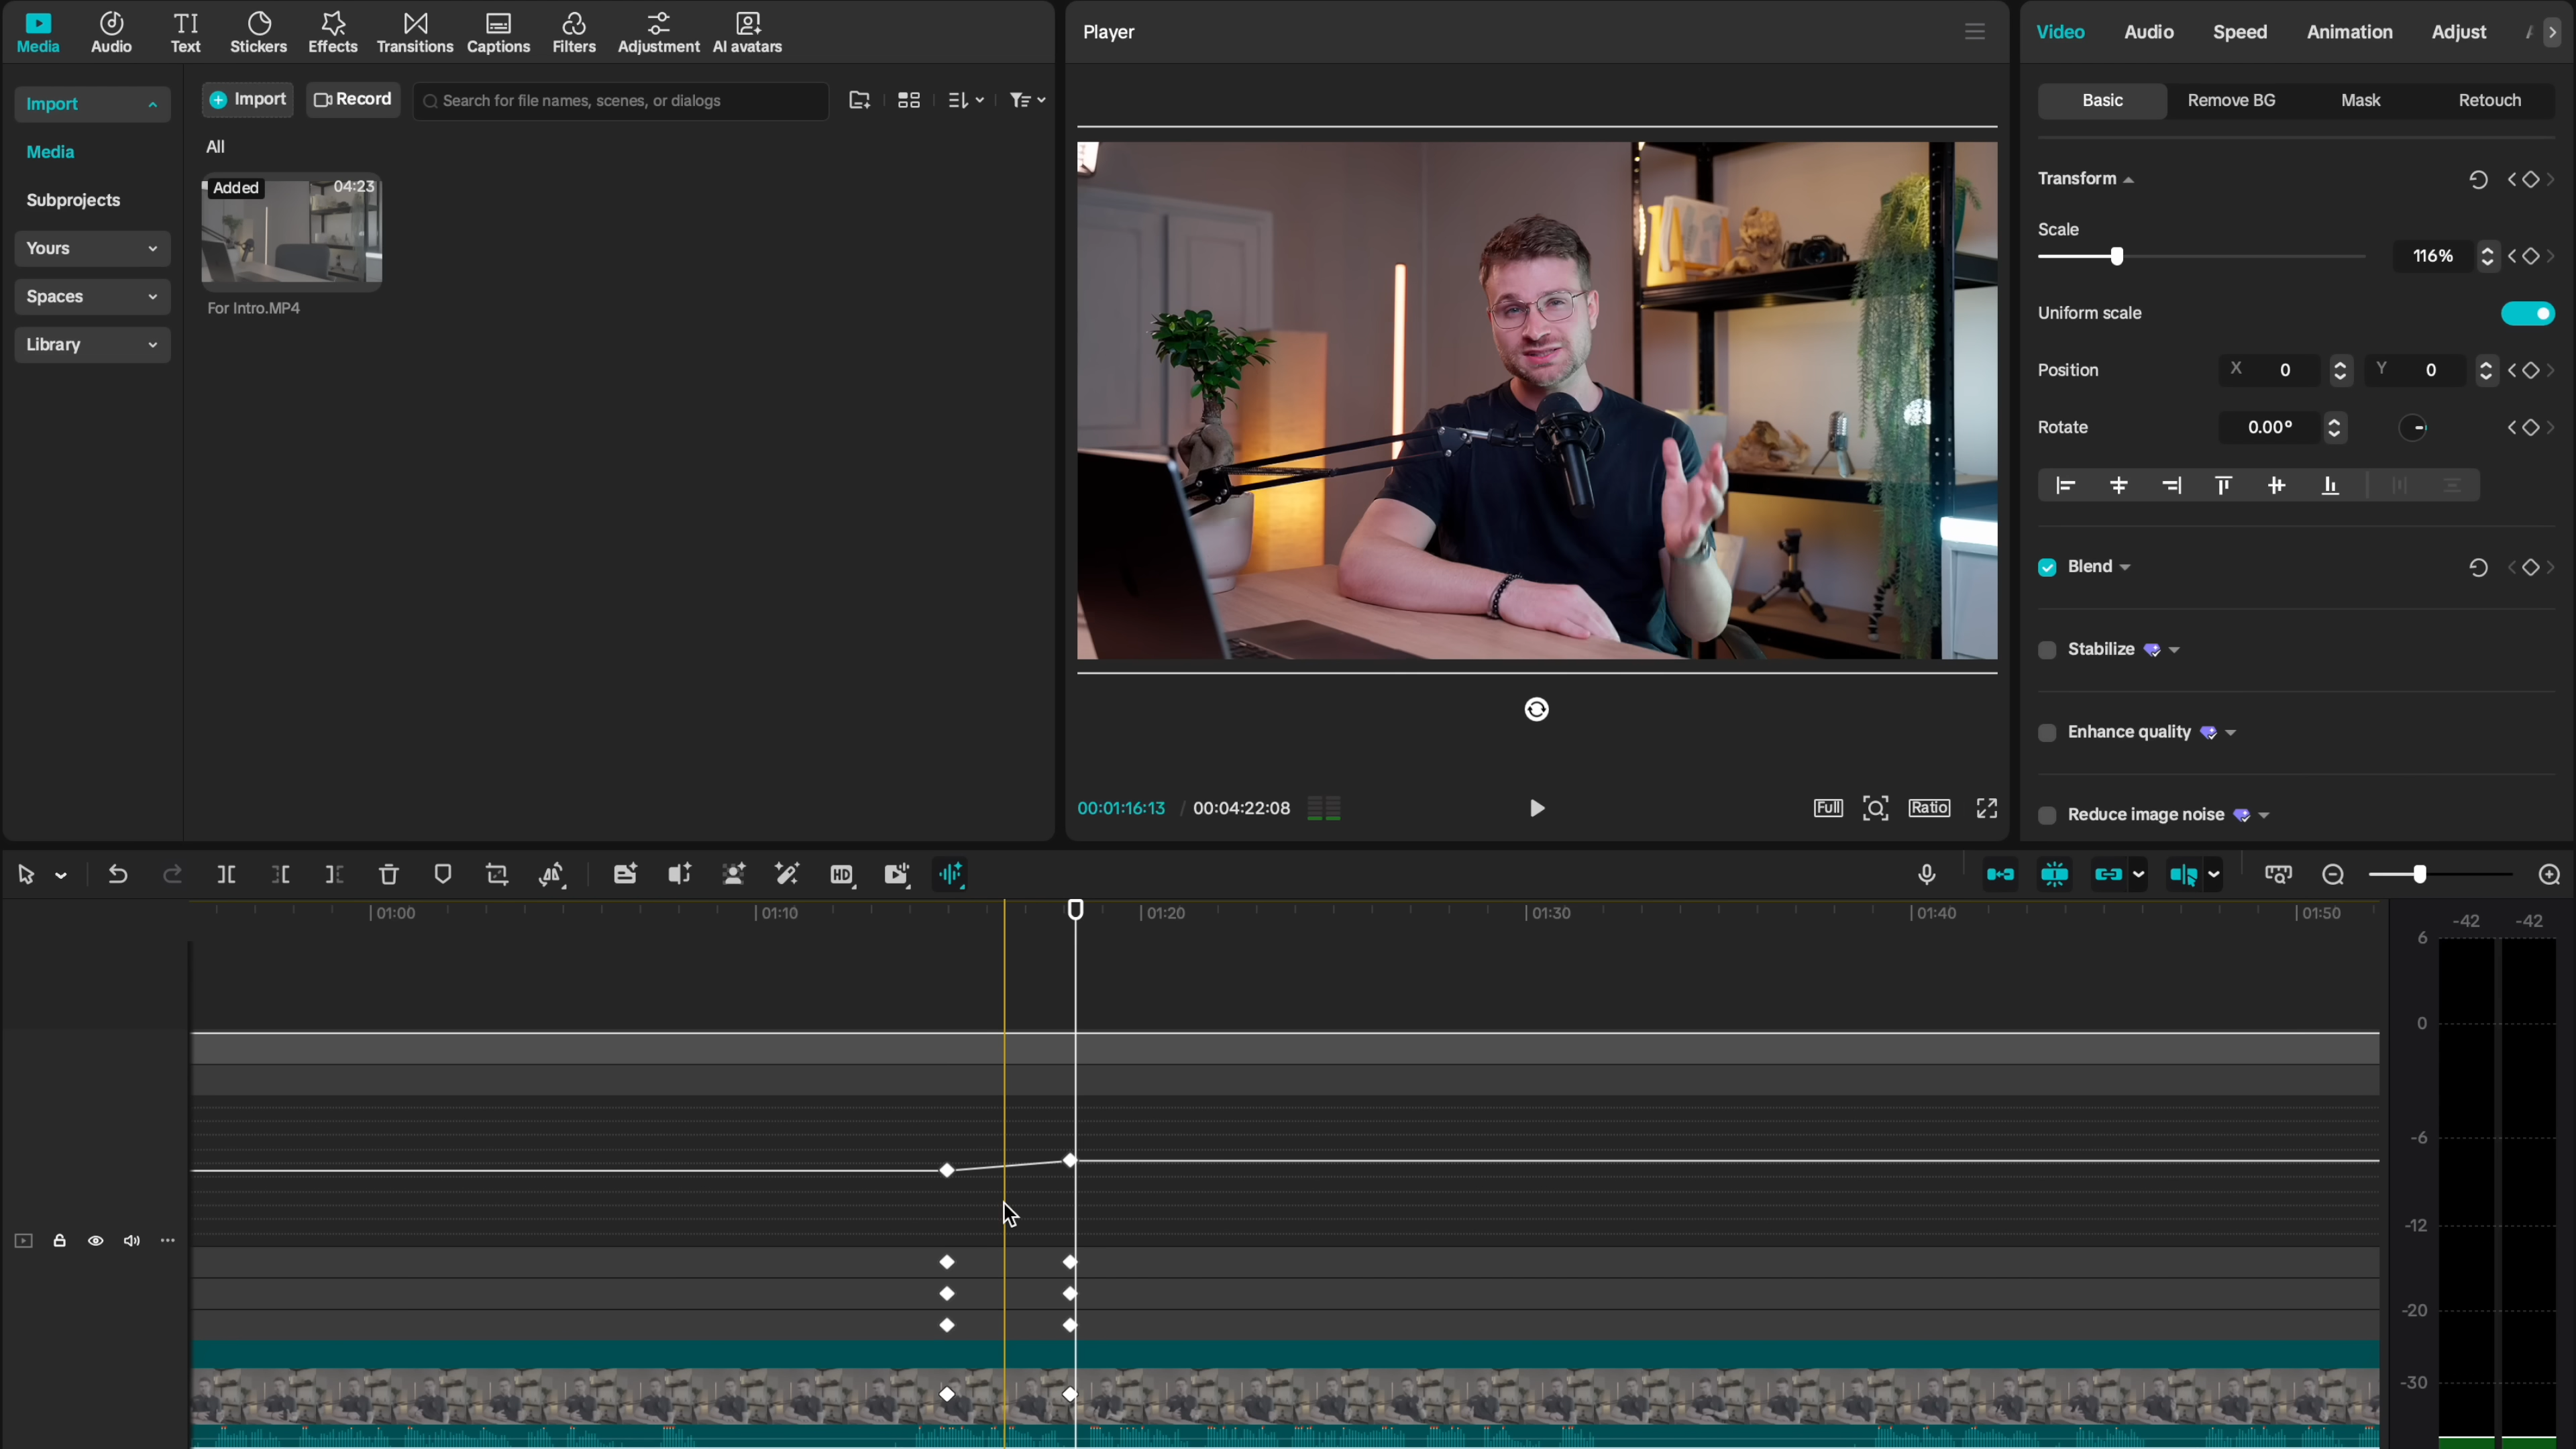 Media Audio Text Stickers Effects Transitions Captions Filters Adjustment AI avatars
Import
Media
Subprojects
Yours
Spaces
Library
Import Record Search for file names, scenes, or dialogs
All
Added 04:23
For Intro.MP4
Player
00:01:16:13 / 00:04:22:08
Full Ratio
Video Audio Speed Animation Adjust
Basic Remove BG Mask Retouch
Transform
Scale
116%
Uniform scale
Position X 0 Y 0
Rotate 0.00°
Blend
Stabilize
Enhance quality
Reduce image noise
HD
01:00 01:10 01:20 01:30 01:40 01:50
-42 -42
6
0
-6
-12
-20
-30